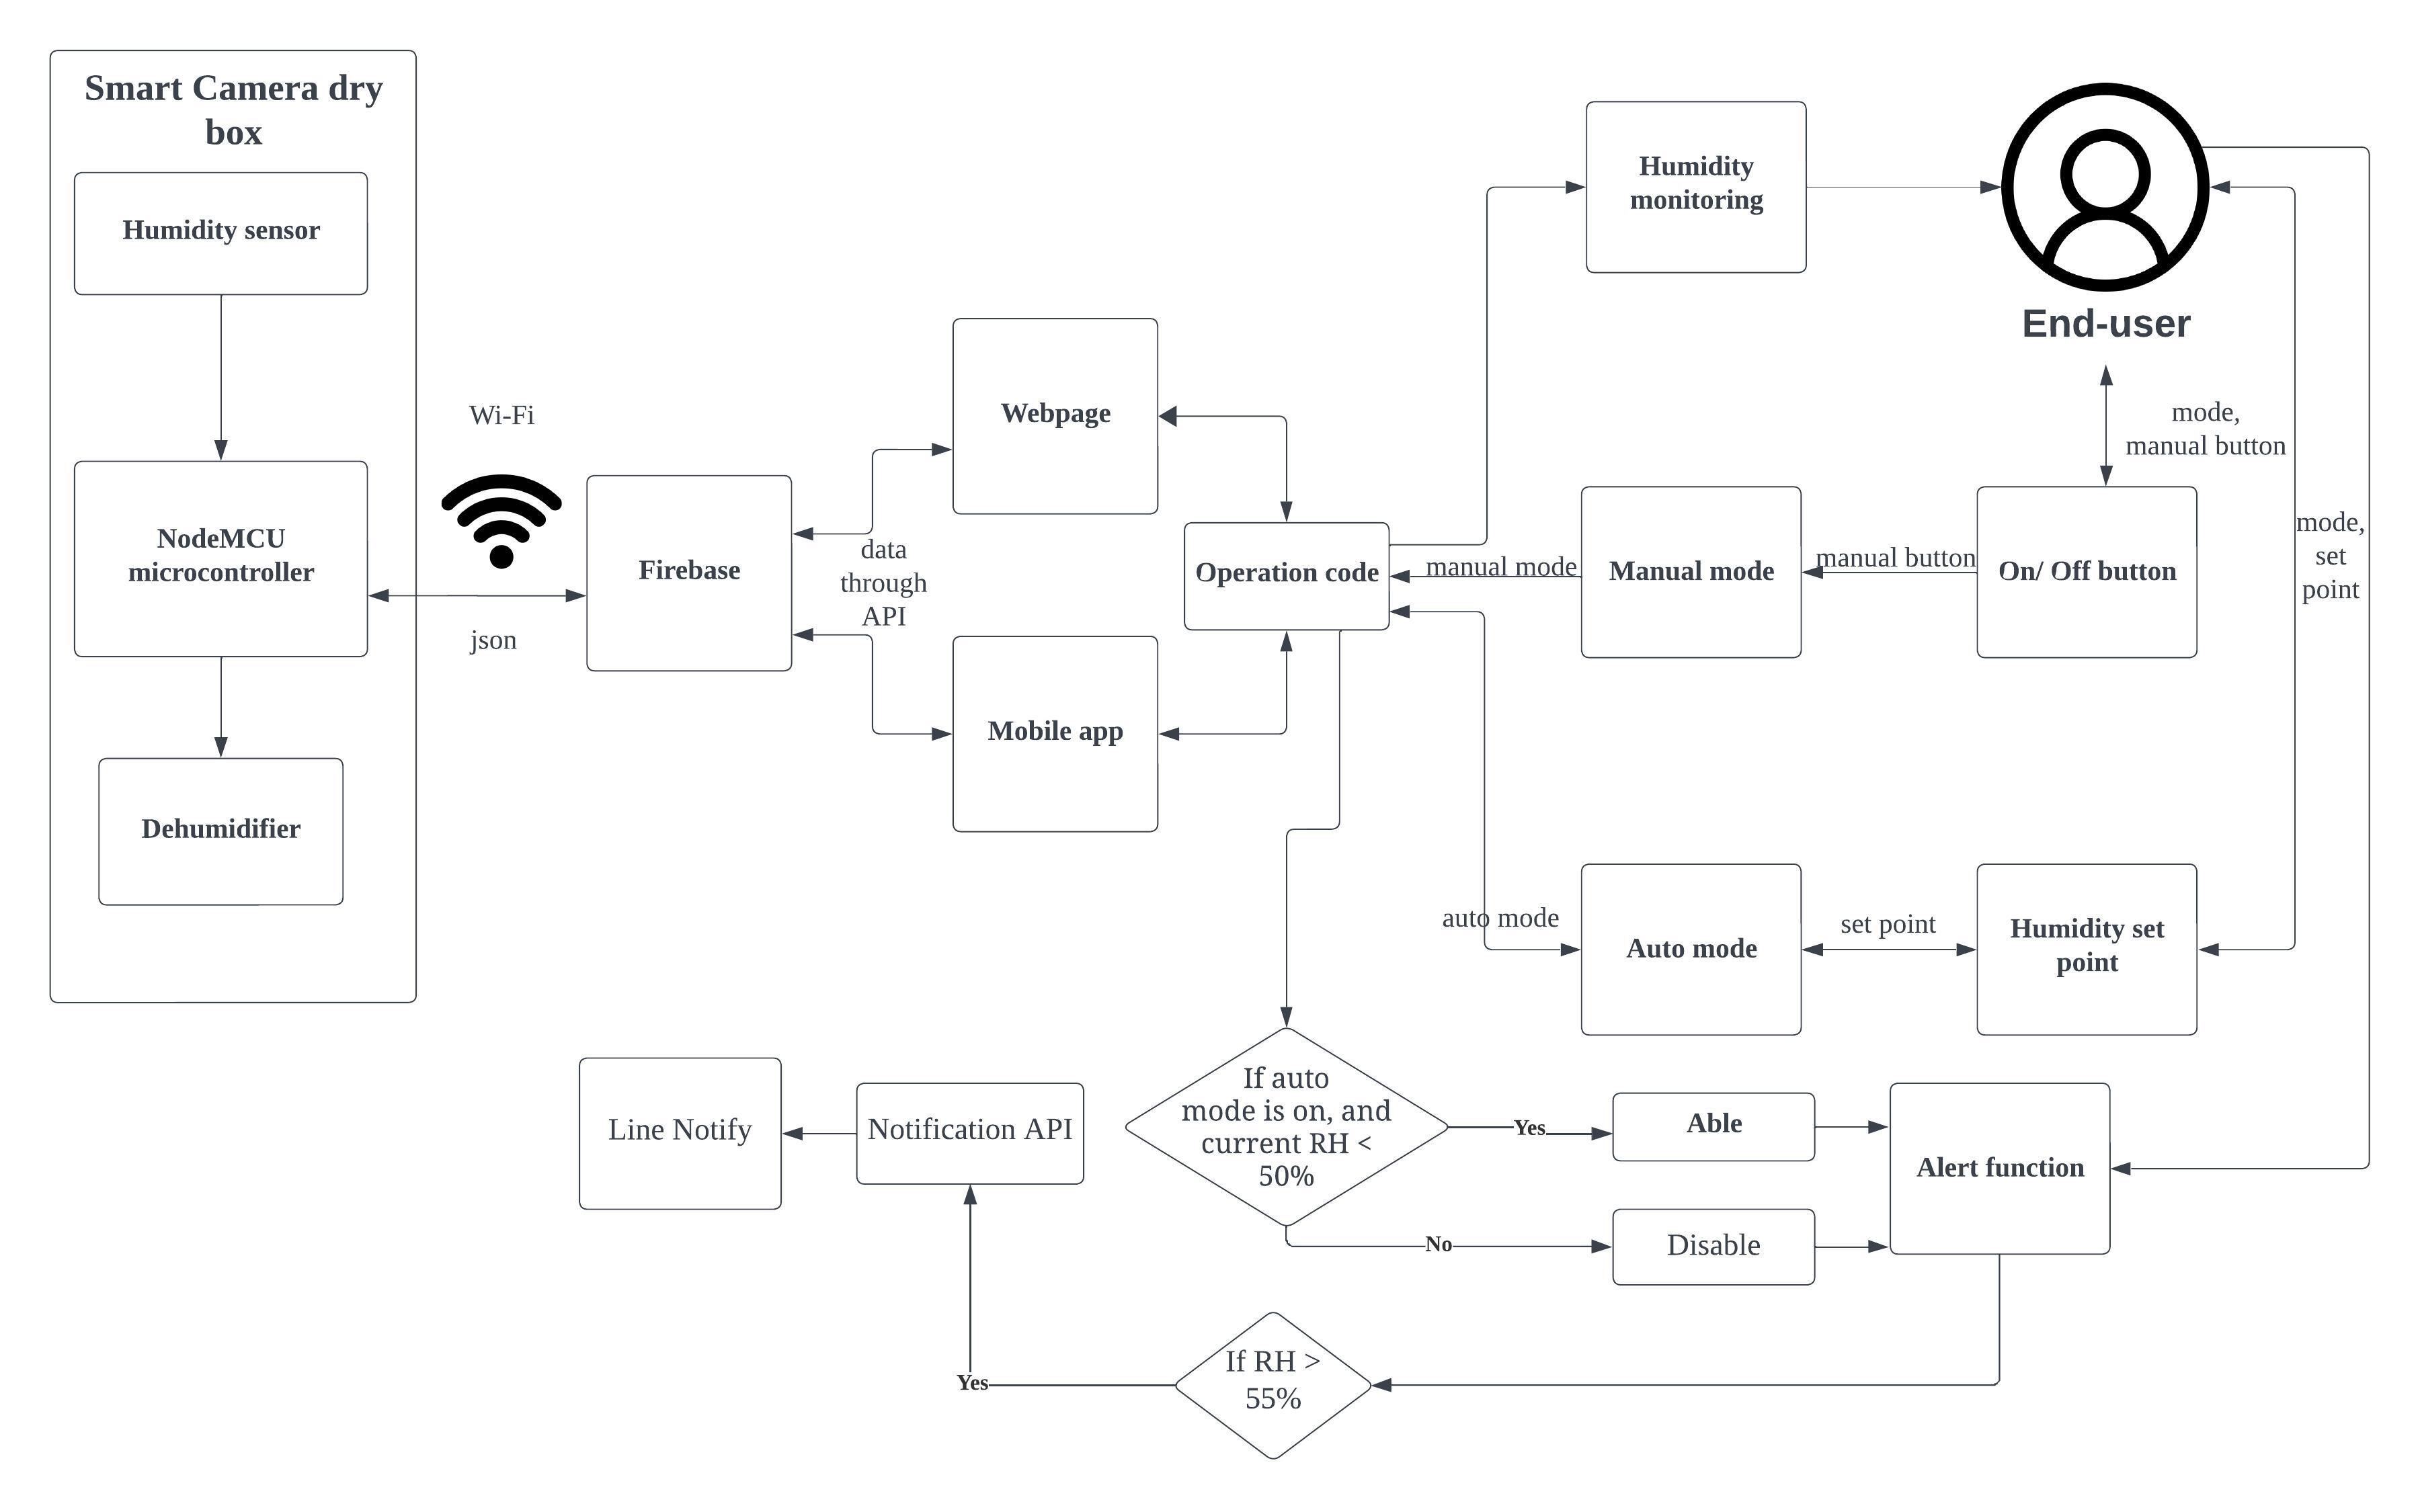 Smart Camera dry
box
Humidity sensor
NodeMCU
microcontroller
Dehumidifier
Wi-Fi
json
Firebase
data
through
API
Webpage
Mobile app
Operation code
Humidity
monitoring
End-user
mode,
manual button
manual mode
Manual mode
manual button
On/ Off button
mode,
set
point
auto mode
Auto mode
set point
Humidity set
point
If auto
mode is on, and
current RH <
50%
Yes
Able
No
Disable
Alert function
Line Notify
Notification API
If RH >
55%
Yes